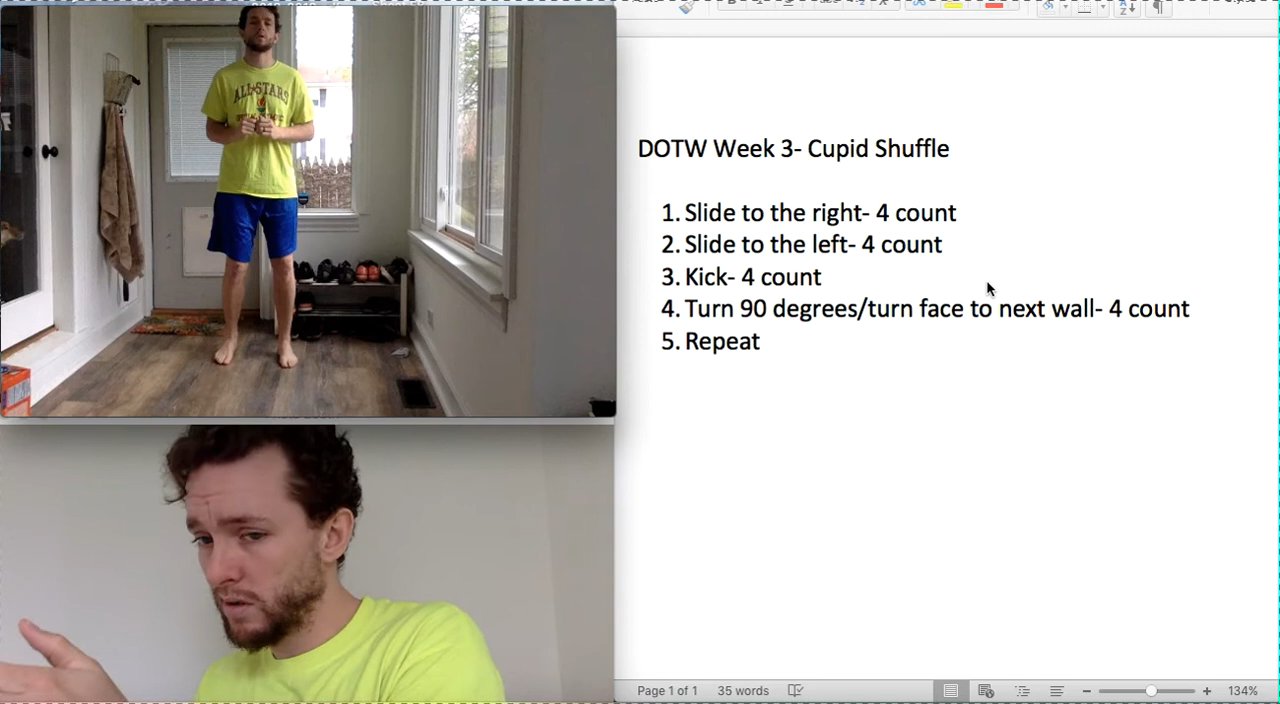 ALL-STARS
DOTW Week 3- Cupid Shuffle
1. Slide to the right- 4 count
2. Slide to the left- 4 count
3. Kick- 4 count
4. Turn 90 degrees/turn face to next wall- 4 count
5. Repeat
Page 1 of 1 35 words 134%